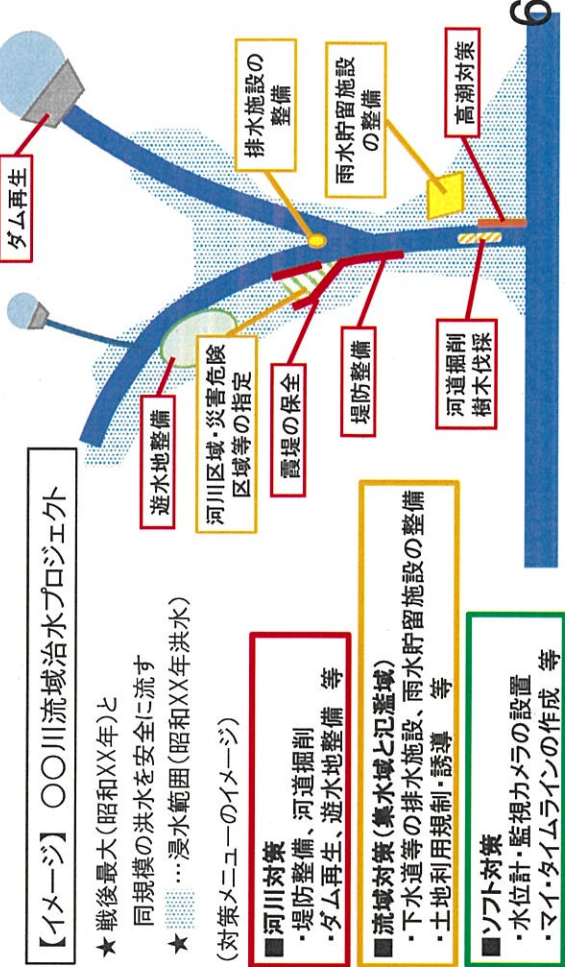 【イメージ】 〇〇川流域治水プロジェクト
★ 戦後最大(昭和XX年)と
同規模の洪水を安全に流す
★ …浸水範囲(昭和XX年洪水)
(対策メニューのイメージ)
■河川対策
・堤防整備、河道掘削
・ダム再生、遊水地整備 等
■流域対策(集水域と氾濫域)
・下水道等の排水施設、雨水貯留施設の整備
・土地利用規制・誘導 等
■ソフト対策
・水位計・監視カメラの設置
・マイ・タイムラインの作成 等
ダム再生
遊水地整備
河川区域・災害危険
区域等の指定
霞堤の保全
堤防整備
河道掘削
樹木伐採
排水施設の
整備
雨水貯留施設
の整備
高潮対策
9